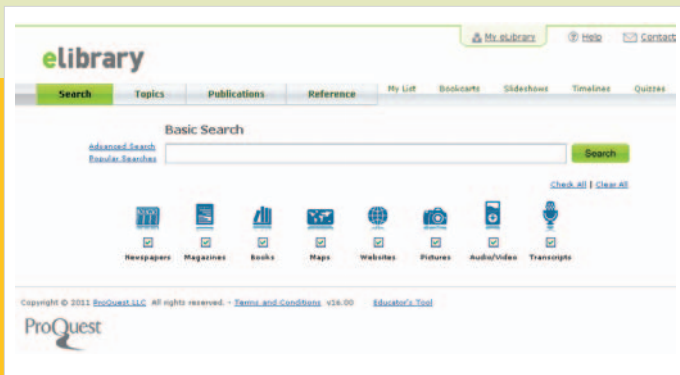 My eLibrary Help Contact
elibrary
Search Topics Publications Reference My List Bookcarts Slideshows Timelines Quizzes
Basic Search
Advanced Search
Popular Searches
Search
Check All | Clear All
Newspapers Magazines Books Maps Websites Pictures Audio/Video Transcripts
Copyright © 2011 ProQuest LLC All rights reserved. - Terms and Conditions v16.00 Educator's Tool
ProQuest